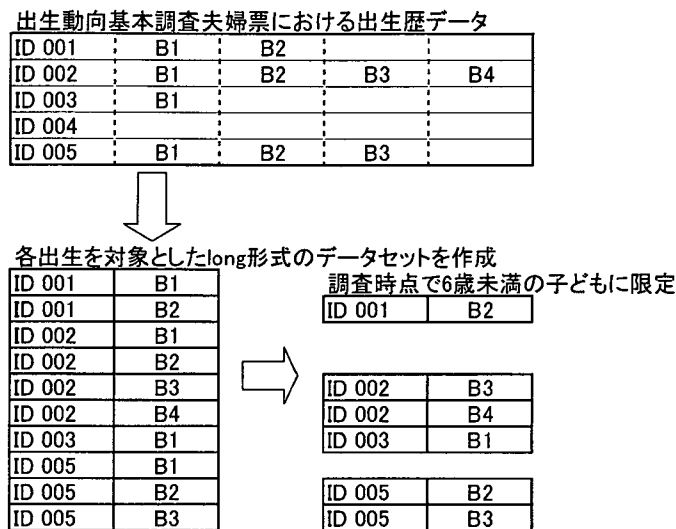 出生動向基本調査夫婦票における出生歴データ
ID 001 B1 B2
ID 002 B1 B2 B3 B4
ID 003 B1
ID 004
ID 005 B1 B2 B3
各出生を対象としたlong形式のデータセットを作成
ID 001 B1
ID 001 B2
ID 002 B1
ID 002 B2
ID 002 B3
ID 002 B4
ID 003 B1
ID 005 B1
ID 005 B2
ID 005 B3
調査時点で6歳未満の子どもに限定
ID 001 B2
ID 002 B3
ID 002 B4
ID 003 B1
ID 005 B2
ID 005 B3